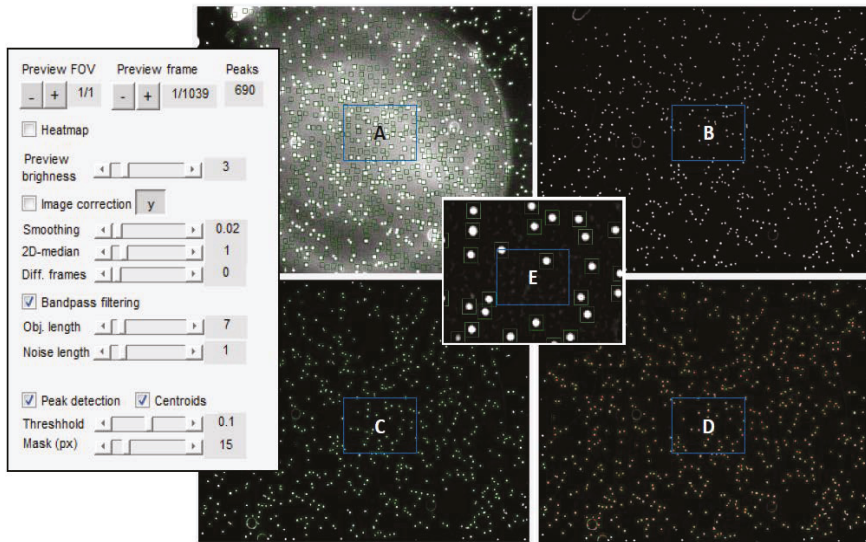 Preview FOV Preview frame Peaks
- + 1/1 - + 1/1039 690
Heatmap
Preview
brighness 3
Image correction y
Smoothing 0.02
2D-median 1
Diff. frames 0
Bandpass filtering
Obj. length 7
Noise length 1
Peak detection Centroids
Threshhold 0.1
Mask (px) 15
A
B
E
C
D